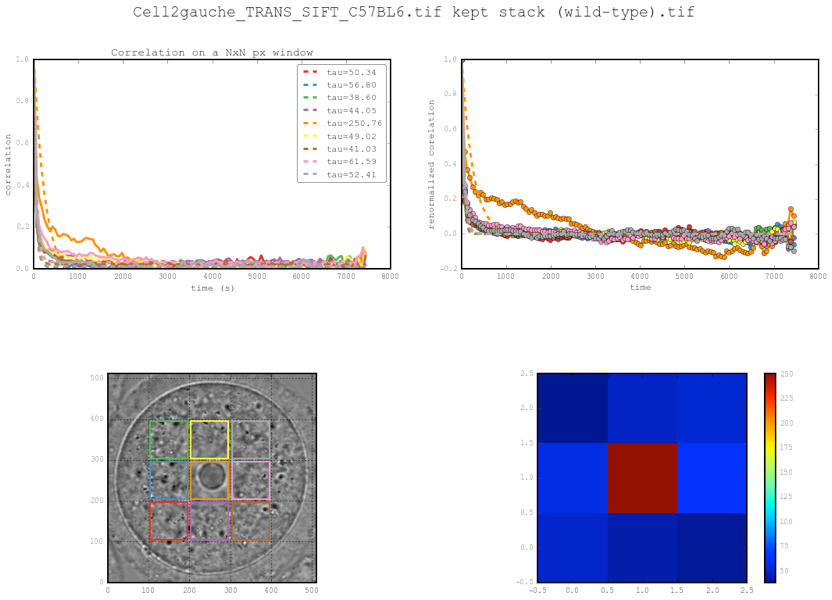 Cell2gauche_TRANS_SIFT_C57BL6.tif kept stack (wild-type).tif
Correlation on a NxN px window
correlation
1.0
0.8
0.6
0.4
0.2
0.0
tau=50.34
tau=56.80
tau=38.60
tau=44.05
tau=250.76
tau=49.02
tau=41.03
tau=61.59
tau=52.41
0 1000 2000 3000 4000 5000 6000 7000 8000
time (s)
renormalized corelation
1.0
0.8
0.6
0.4
0.2
0.0
-0.2
0 1000 2000 3000 4000 5000 6000 7000 8000
time
500
400
300
200
100
0
0 100 200 300 400 500
2.5
2.0
1.5
1.0
0.5
0.0
-0.5
-0.5 0.0 0.5 1.0 1.5 2.0 2.5
250
225
200
175
150
125
100
75
50